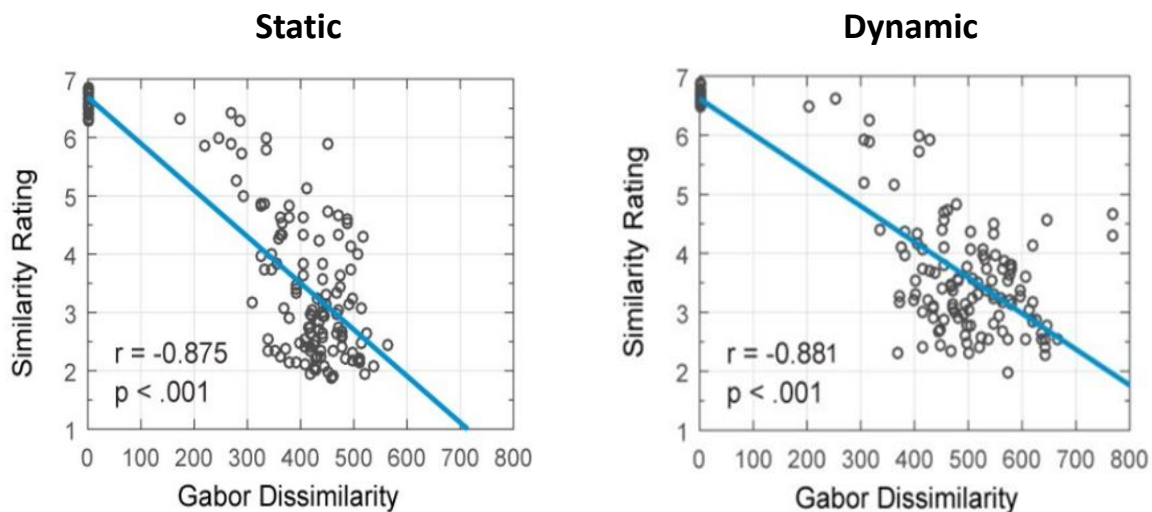 Static
7
6
5
4
3
2
1
Similarity Rating
r = -0.875
p < .001
0 100 200 300 400 500 600 700 800
Gabor Dissimilarity
Dynamic
7
6
5
4
3
2
1
Similarity Rating
r = -0.881
p < .001
0 100 200 300 400 500 600 700 800
Gabor Dissimilarity